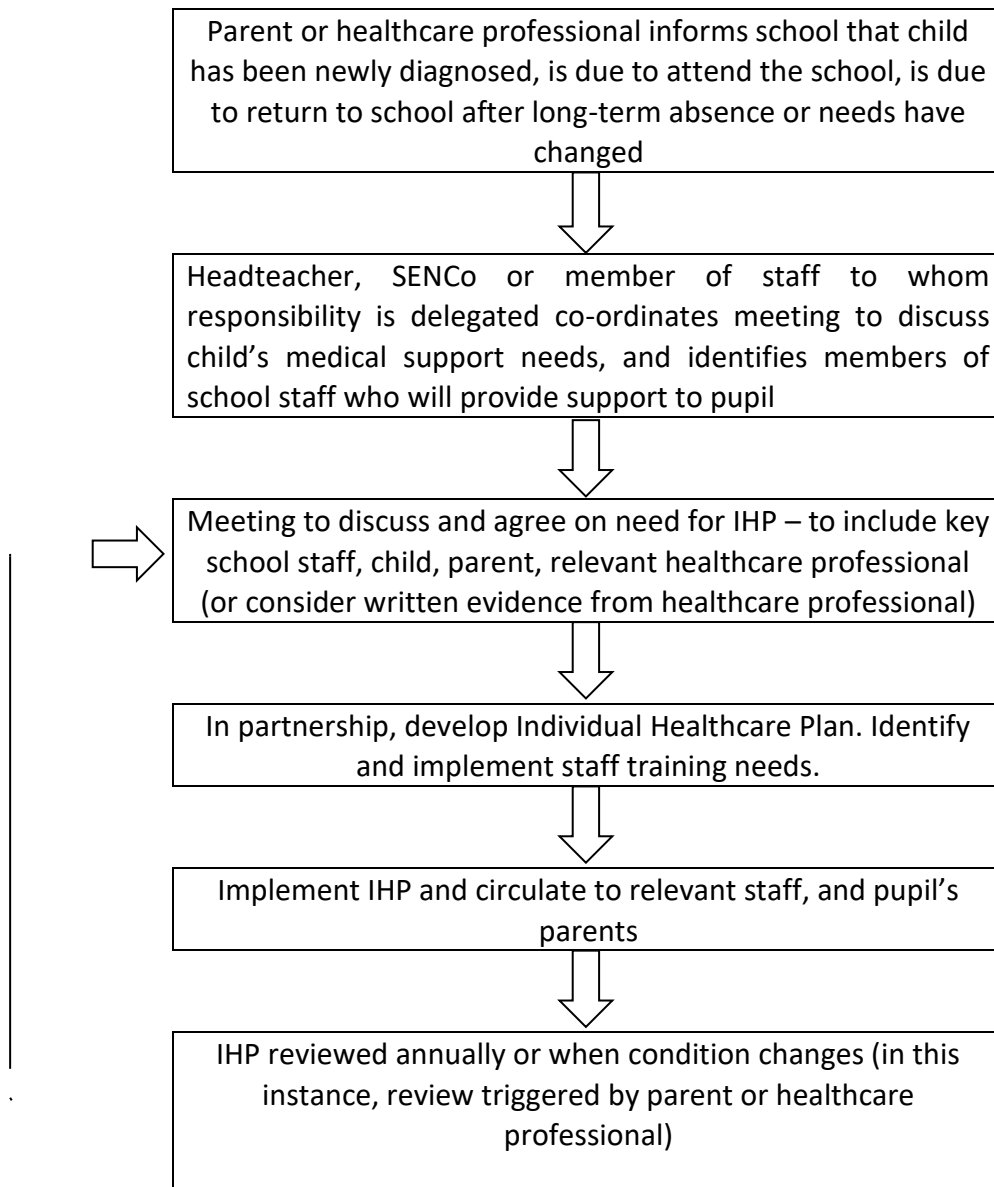 Parent or healthcare professional informs school that child
has been newly diagnosed, is due to attend the school, is due
to return to school after long-term absence or needs have
changed
Headteacher, SENCo or member of staff to whom
responsibility is delegated co-ordinates meeting to discuss
child’s medical support needs, and identifies members of
school staff who will provide support to pupil
Meeting to discuss and agree on need for IHP – to include key
school staff, child, parent, relevant healthcare professional
(or consider written evidence from healthcare professional)
In partnership, develop Individual Healthcare Plan. Identify
and implement staff training needs.
Implement IHP and circulate to relevant staff, and pupil’s
parents
IHP reviewed annually or when condition changes (in this
instance, review triggered by parent or healthcare
professional)